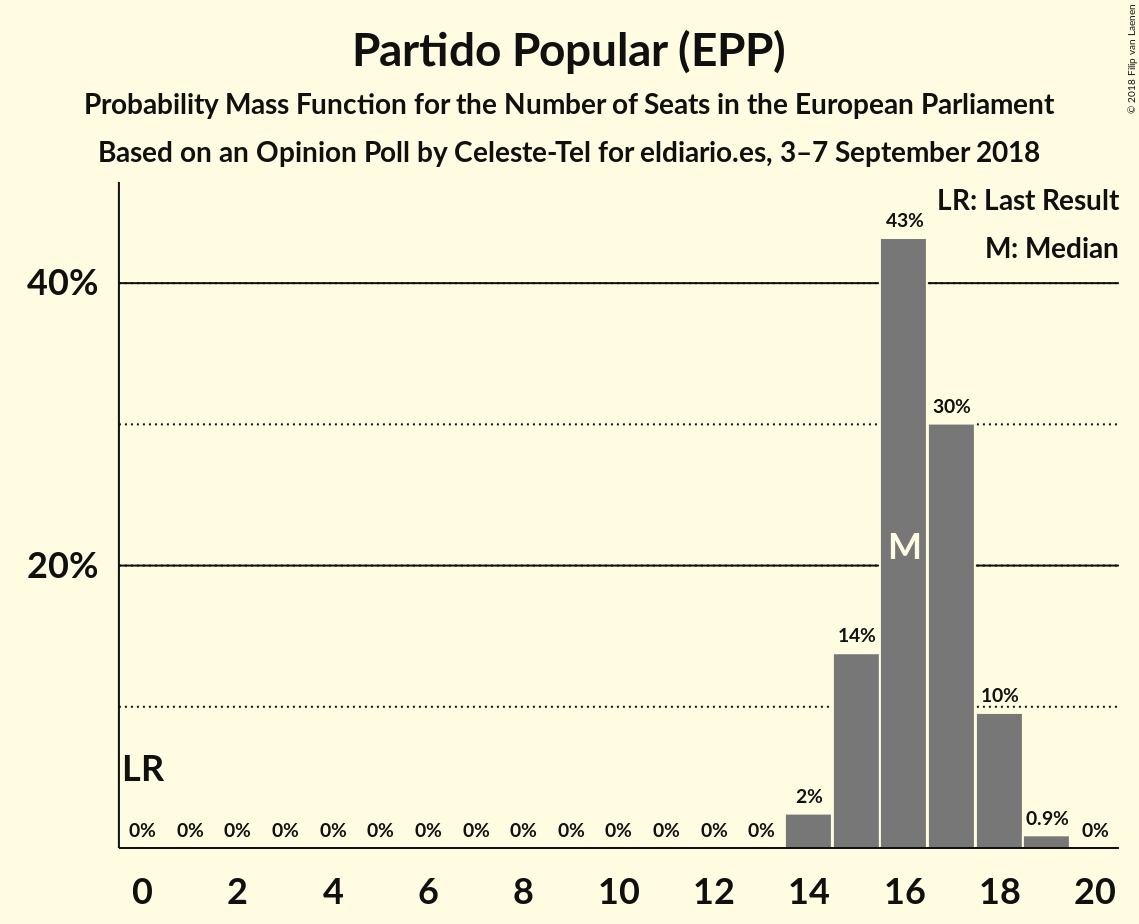 Partido Popular (EPP)
Probability Mass Function for the Number of Seats in the European Parliament
Based on an Opinion Poll by Celeste-Tel for eldiario.es, 3–7 September 2018
© 2018 Filip van Laenen
LR: Last Result
M: Median
43%
40%
30%
M
20%
14%
10%
LR
2%
0.9%
0% 0% 0% 0% 0% 0% 0% 0% 0% 0% 0% 0% 0% 0% 0%
0 2 4 6 8 10 12 14 16 18 20